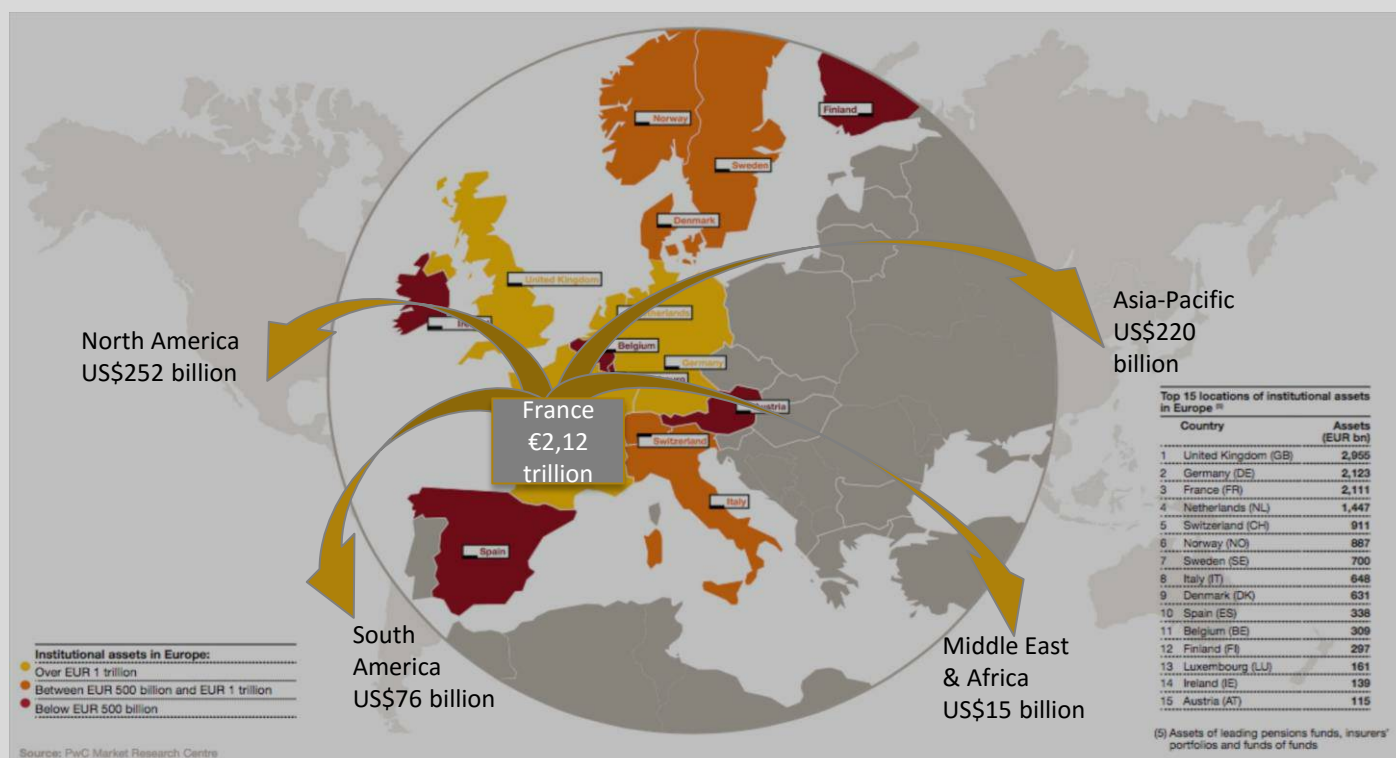 Norway
Finland
Sweden
Denmark
United Kingdom
Netherlands
Belgium
Germany
Austria
Switzerland
Italy
Spain
North America
US$252 billion
Asia-Pacific
US$220
billion
France
€2,12
trillion
South
America
US$76 billion
Middle East
& Africa
US$15 billion
Institutional assets in Europe:
Over EUR 1 trillion
Between EUR 500 billion and EUR 1 trillion
Below EUR 500 billion
Source: PwC Market Research Centre
Top 15 locations of institutional assets
in Europe (5)
Country Assets
(EUR bn)
1 United Kingdom (GB) 2,955
2 Germany (DE) 2,123
3 France (FR) 2,111
4 Netherlands (NL) 1,447
5 Switzerland (CH) 911
6 Norway (NO) 887
7 Sweden (SE) 700
8 Italy (IT) 648
9 Denmark (DK) 631
10 Spain (ES) 338
11 Belgium (BE) 309
12 Finland (FI) 297
13 Luxembourg (LU) 161
14 Ireland (IE) 139
15 Austria (AT) 115
(5) Assets of leading pensions funds, insurers'
portfolios and funds of funds